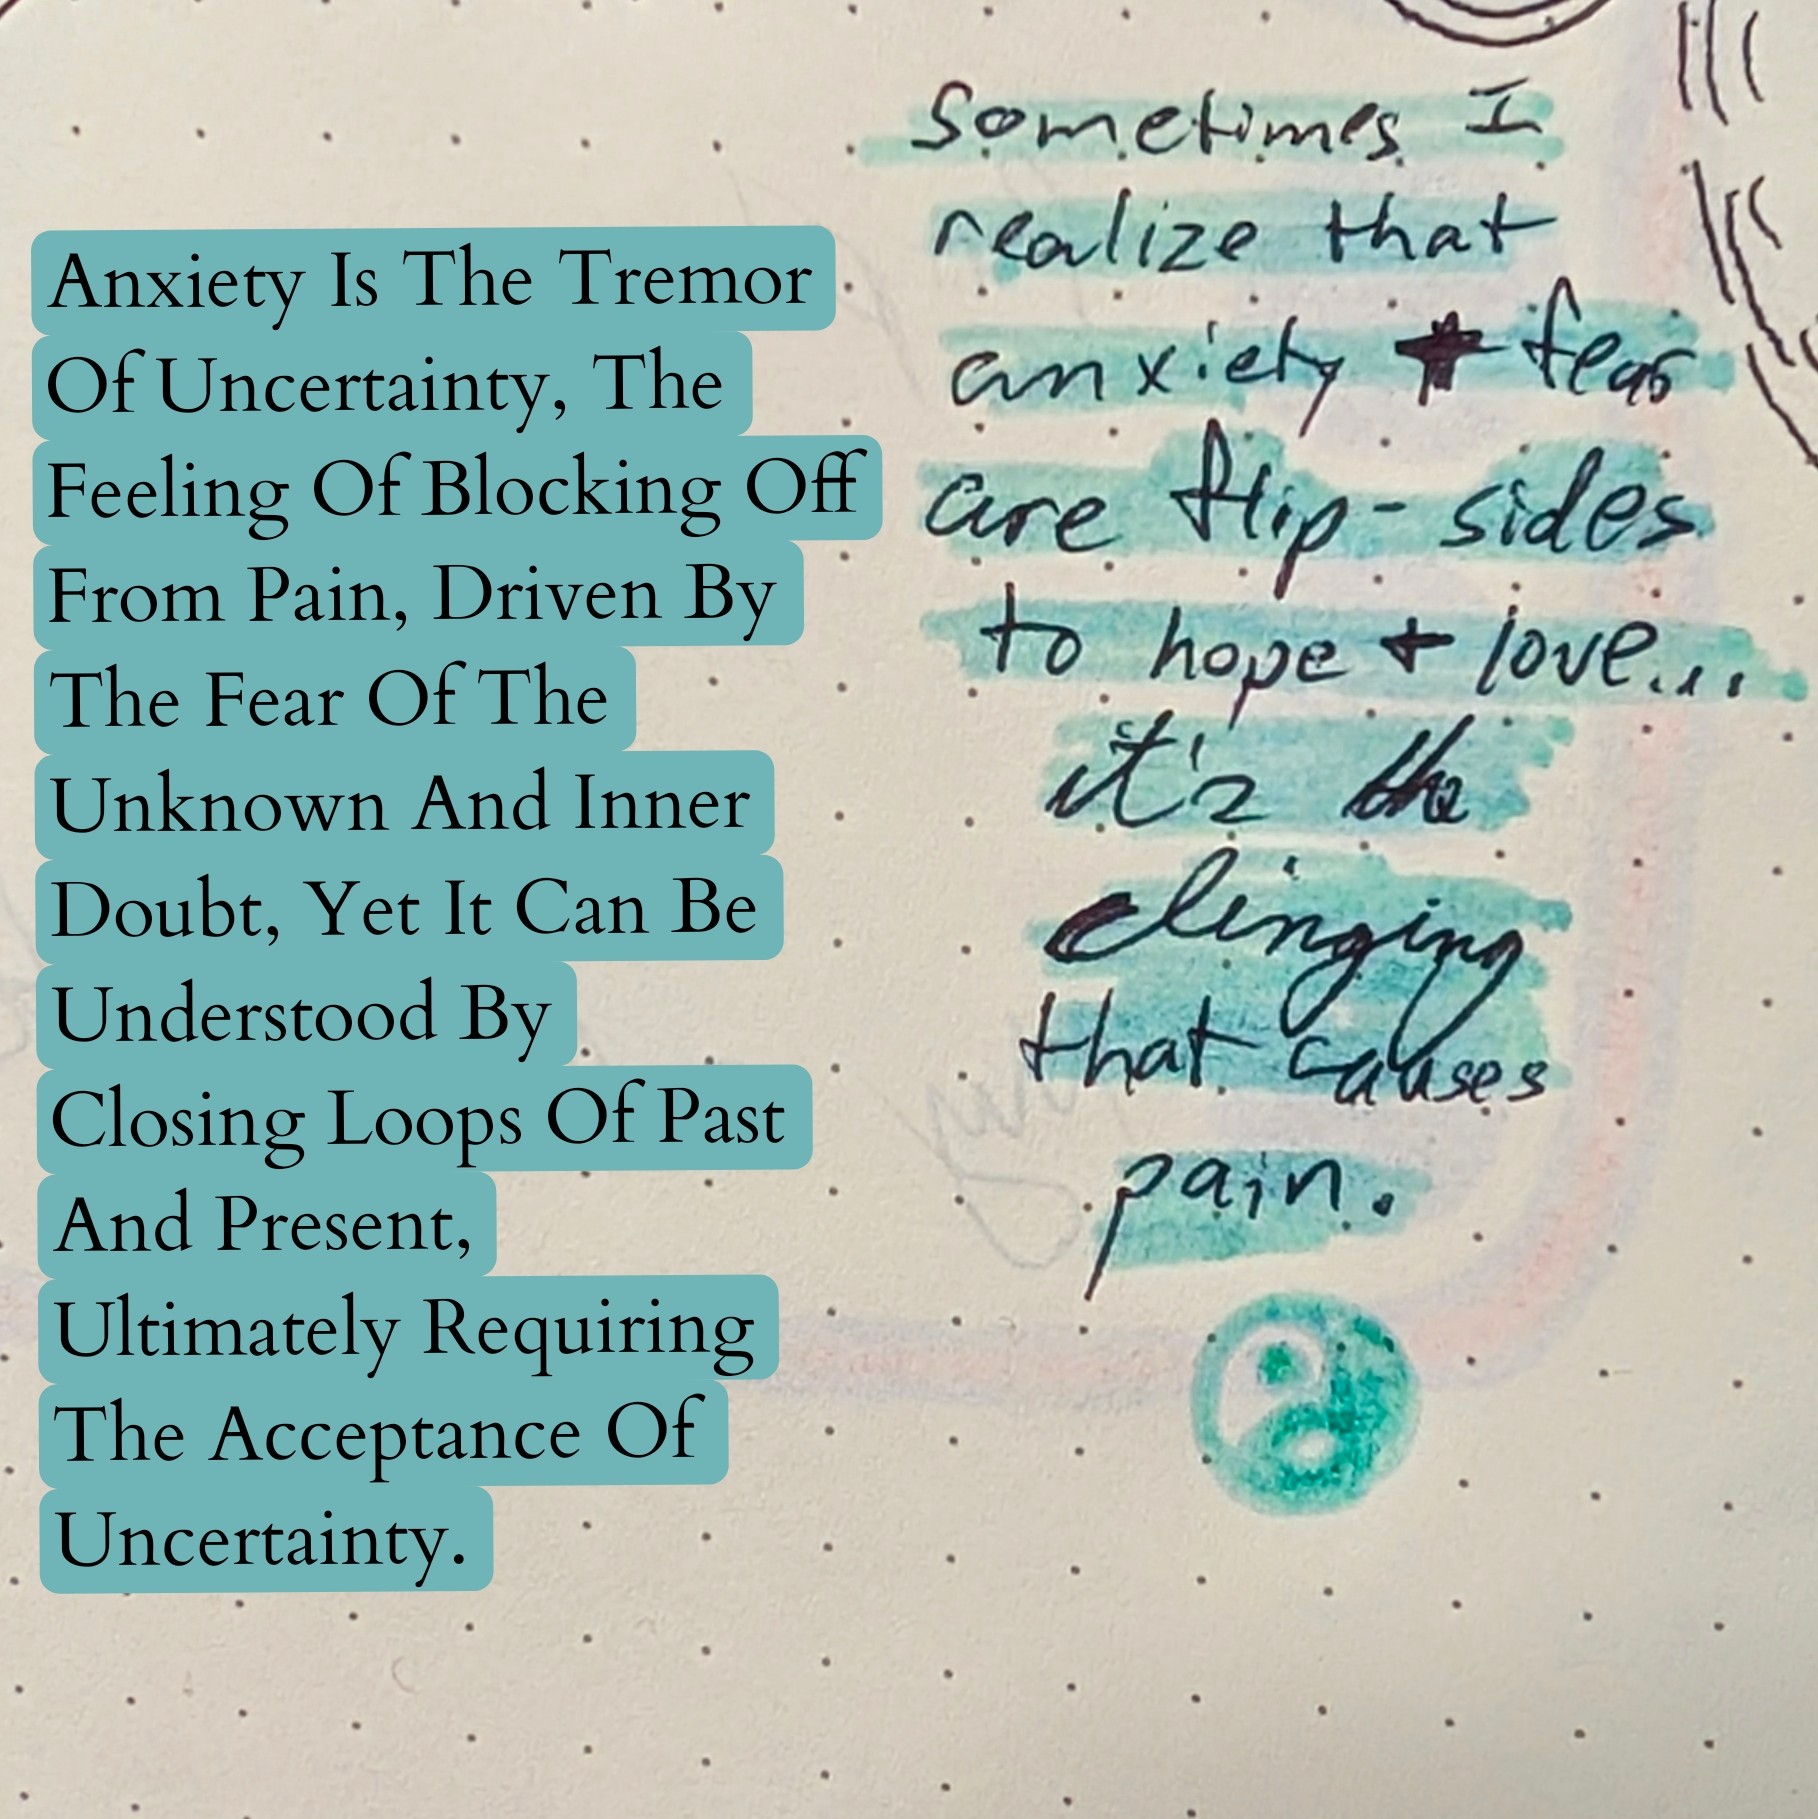 Anxiety Is The Tremor
Of Uncertainty, The
Feeling Of Blocking Off
From Pain, Driven By
The Fear Of The
Unknown And Inner
Doubt, Yet It Can Be
Understood By
Closing Loops Of Past
And Present,
Ultimately Requiring
The Acceptance Of
Uncertainty.
Sometimes I
realize that
anxiety + fear
are flip-sides
to hope + love...
it's the
clinging
that causes
pain.